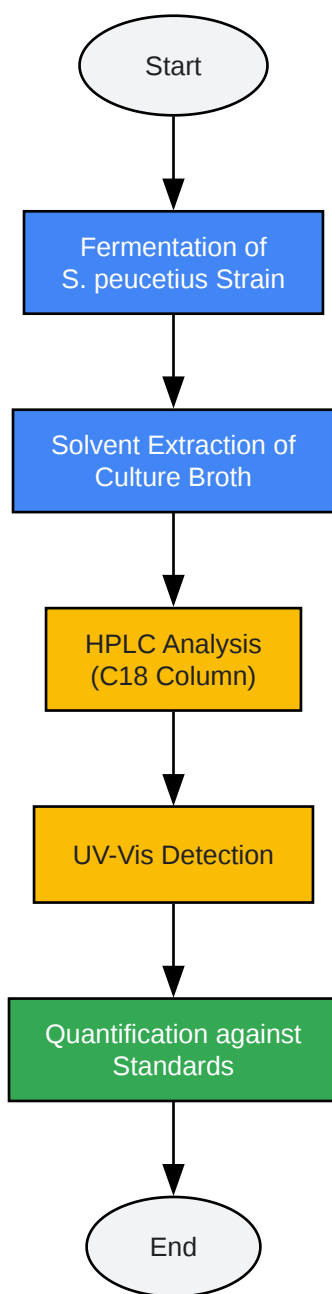 Start
Fermentation of
S. peucetius Strain
Solvent Extraction of
Culture Broth
HPLC Analysis
(C18 Column)
UV-Vis Detection
Quantification against
Standards
End